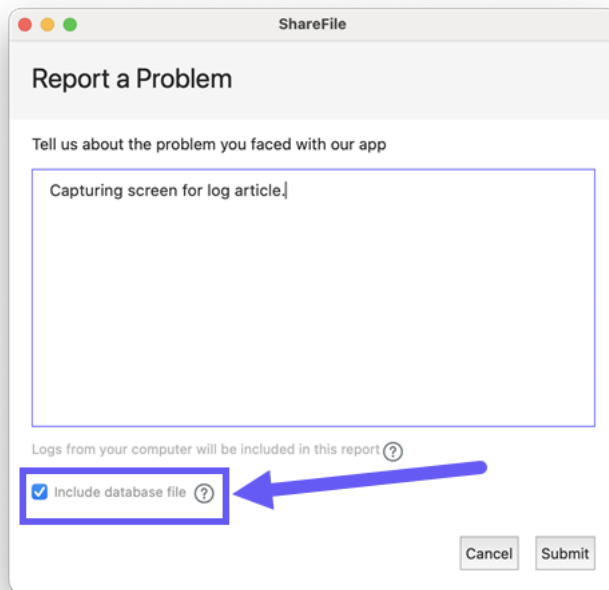 ShareFile
Report a Problem
Tell us about the problem you faced with our app
Capturing screen for log article.
Logs from your computer will be included in this report ?
Include database file ?
Cancel Submit